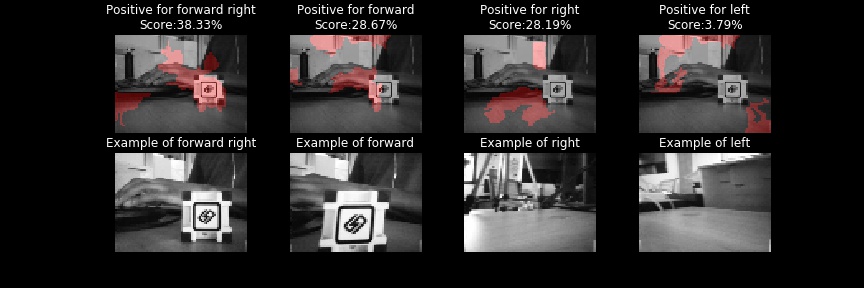 Positive for forward right
Score:38.33%
Positive for forward
Score:28.67%
Positive for right
Score:28.19%
Positive for left
Score:3.79%
Example of forward right
Example of forward
Example of right
Example of left